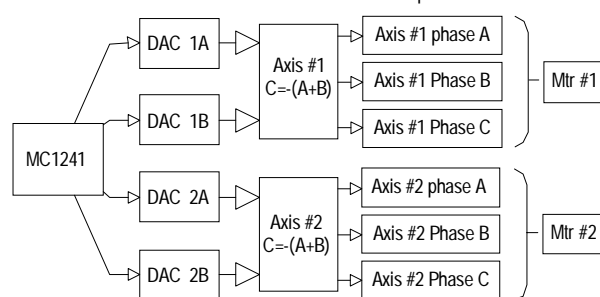 DAC 1A
Axis #1 phase A
Axis #1
C=-(A+B)
Axis #1 Phase B
Mtr #1
DAC 1B
Axis #1 Phase C
MC1241
DAC 2A
Axis #2 phase A
Axis #2
C=-(A+B)
Axis #2 Phase B
Mtr #2
DAC 2B
Axis #2 Phase C